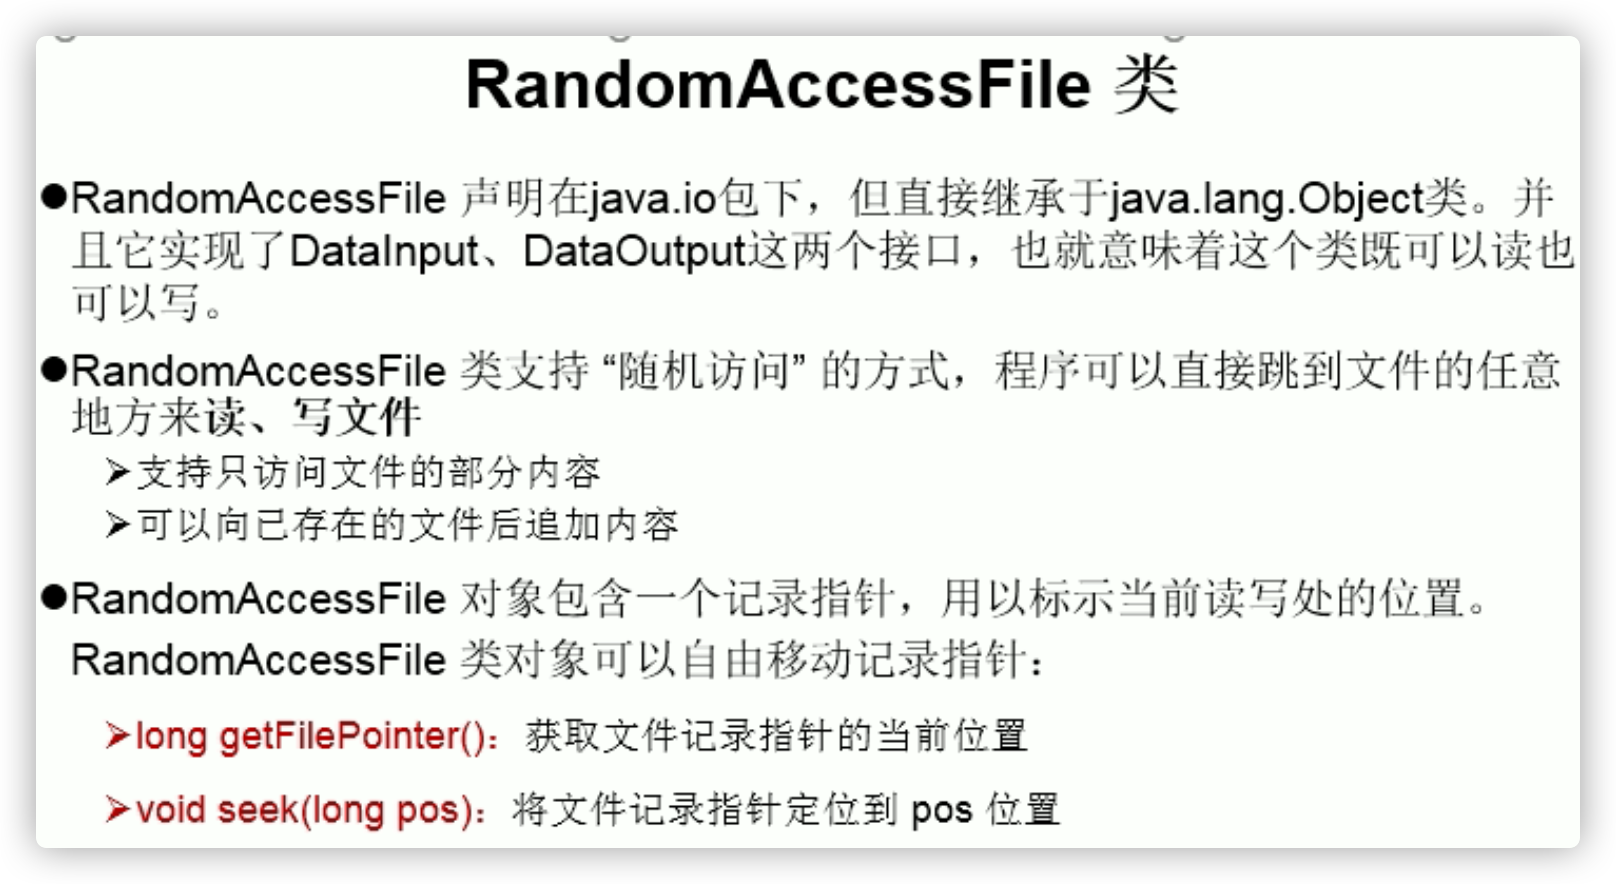 RandomAccessFile 类
●RandomAccessFile 声明在java.io包下，但直接继承于java.lang.Object类。并
且它实现了DataInput、DataOutput这两个接口，也就意味着这个类既可以读也
可以写。
●RandomAccessFile 类支持 “随机访问” 的方式，程序可以直接跳到文件的任意
地方来读、写文件
➢支持只访问文件的部分内容
➢可以向已存在的文件后追加内容
●RandomAccessFile 对象包含一个记录指针，用以标示当前读写处的位置。
RandomAccessFile 类对象可以自由移动记录指针：
➢long getFilePointer()：获取文件记录指针的当前位置
➢void seek(long pos)：将文件记录指针定位到 pos 位置